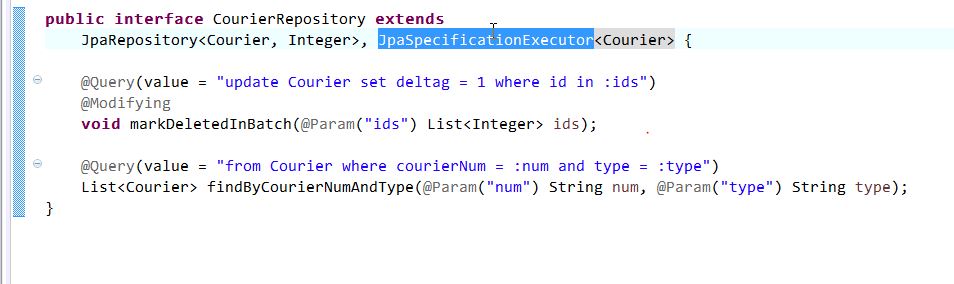 public interface CourierRepository extends
JpaRepository<Courier, Integer>, JpaSpecificationExecutor<Courier> {
@Query(value = "update Courier set deltag = 1 where id in :ids")
@Modifying
void markDeletedInBatch(@Param("ids") List<Integer> ids);
@Query(value = "from Courier where courierNum = :num and type = :type")
List<Courier> findByCourierNumAndType(@Param("num") String num, @Param("type") String type);
}